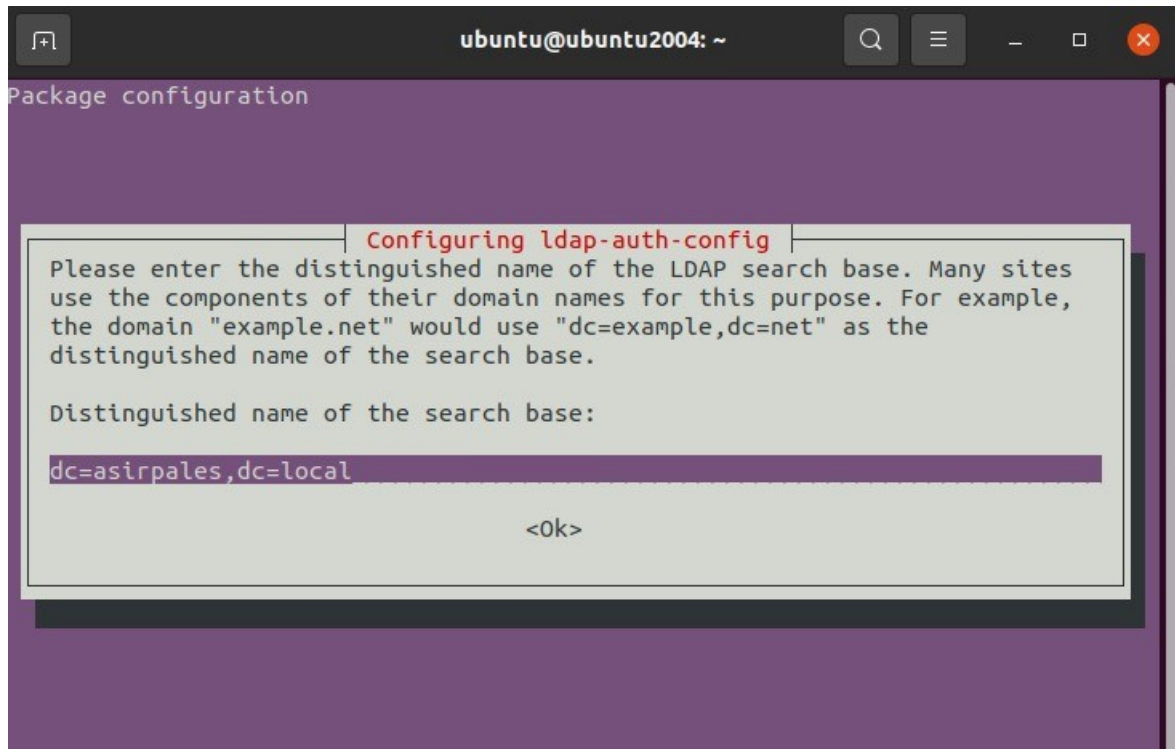 ubuntu@ubuntu2004: ~
Package configuration
Configuring ldap-auth-config
Please enter the distinguished name of the LDAP search base. Many sites
use the components of their domain names for this purpose. For example,
the domain "example.net" would use "dc=example,dc=net" as the
distinguished name of the search base.
Distinguished name of the search base:
dc=asirpales,dc=local
<Ok>